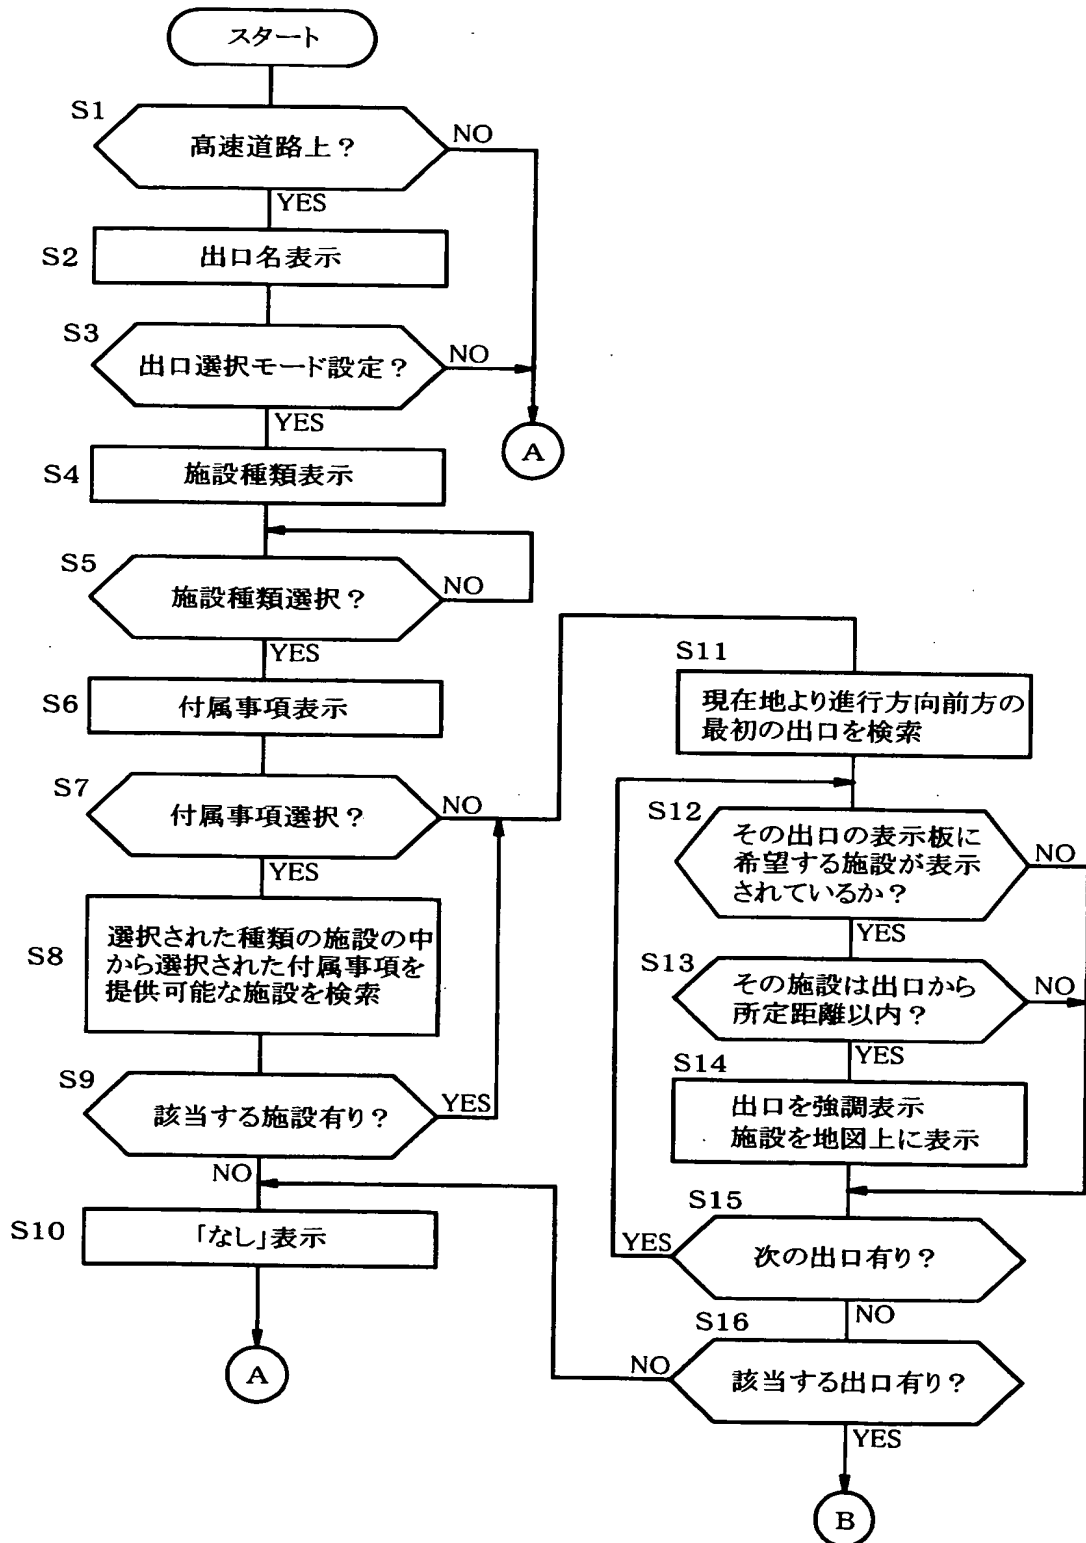 スタート
S1
高速道路上?
NO
YES
S2
出口名表示
S3
出口選択モード設定?
NO
YES
A
S4
施設種類表示
S5
施設種類選択?
NO
YES
S6
付属事項表示
S7
付属事項選択?
NO
YES
S8
選択された種類の施設の中
から選択された付属事項を
提供可能な施設を検索
S9
該当する施設有り?
YES
NO
S10
「なし」表示
A
S11
現在地より進行方向前方の
最初の出口を検索
S12
その出口の表示板に
希望する施設が表示
されているか?
NO
YES
S13
その施設は出口から
所定距離以内?
NO
YES
S14
出口を強調表示
施設を地図上に表示
S15
YES
次の出口有り?
NO
S16
NO
該当する出口有り?
YES
B